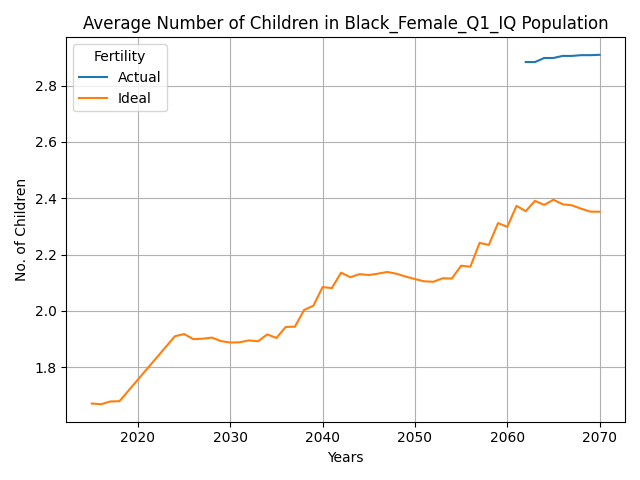 Average Number of Children in Black_Female_Q1_IQ Population
Fertility
Actual
Ideal
No. of Children
2.8
2.6
2.4
2.2
2.0
1.8
2020 2030 2040 2050 2060 2070
Years